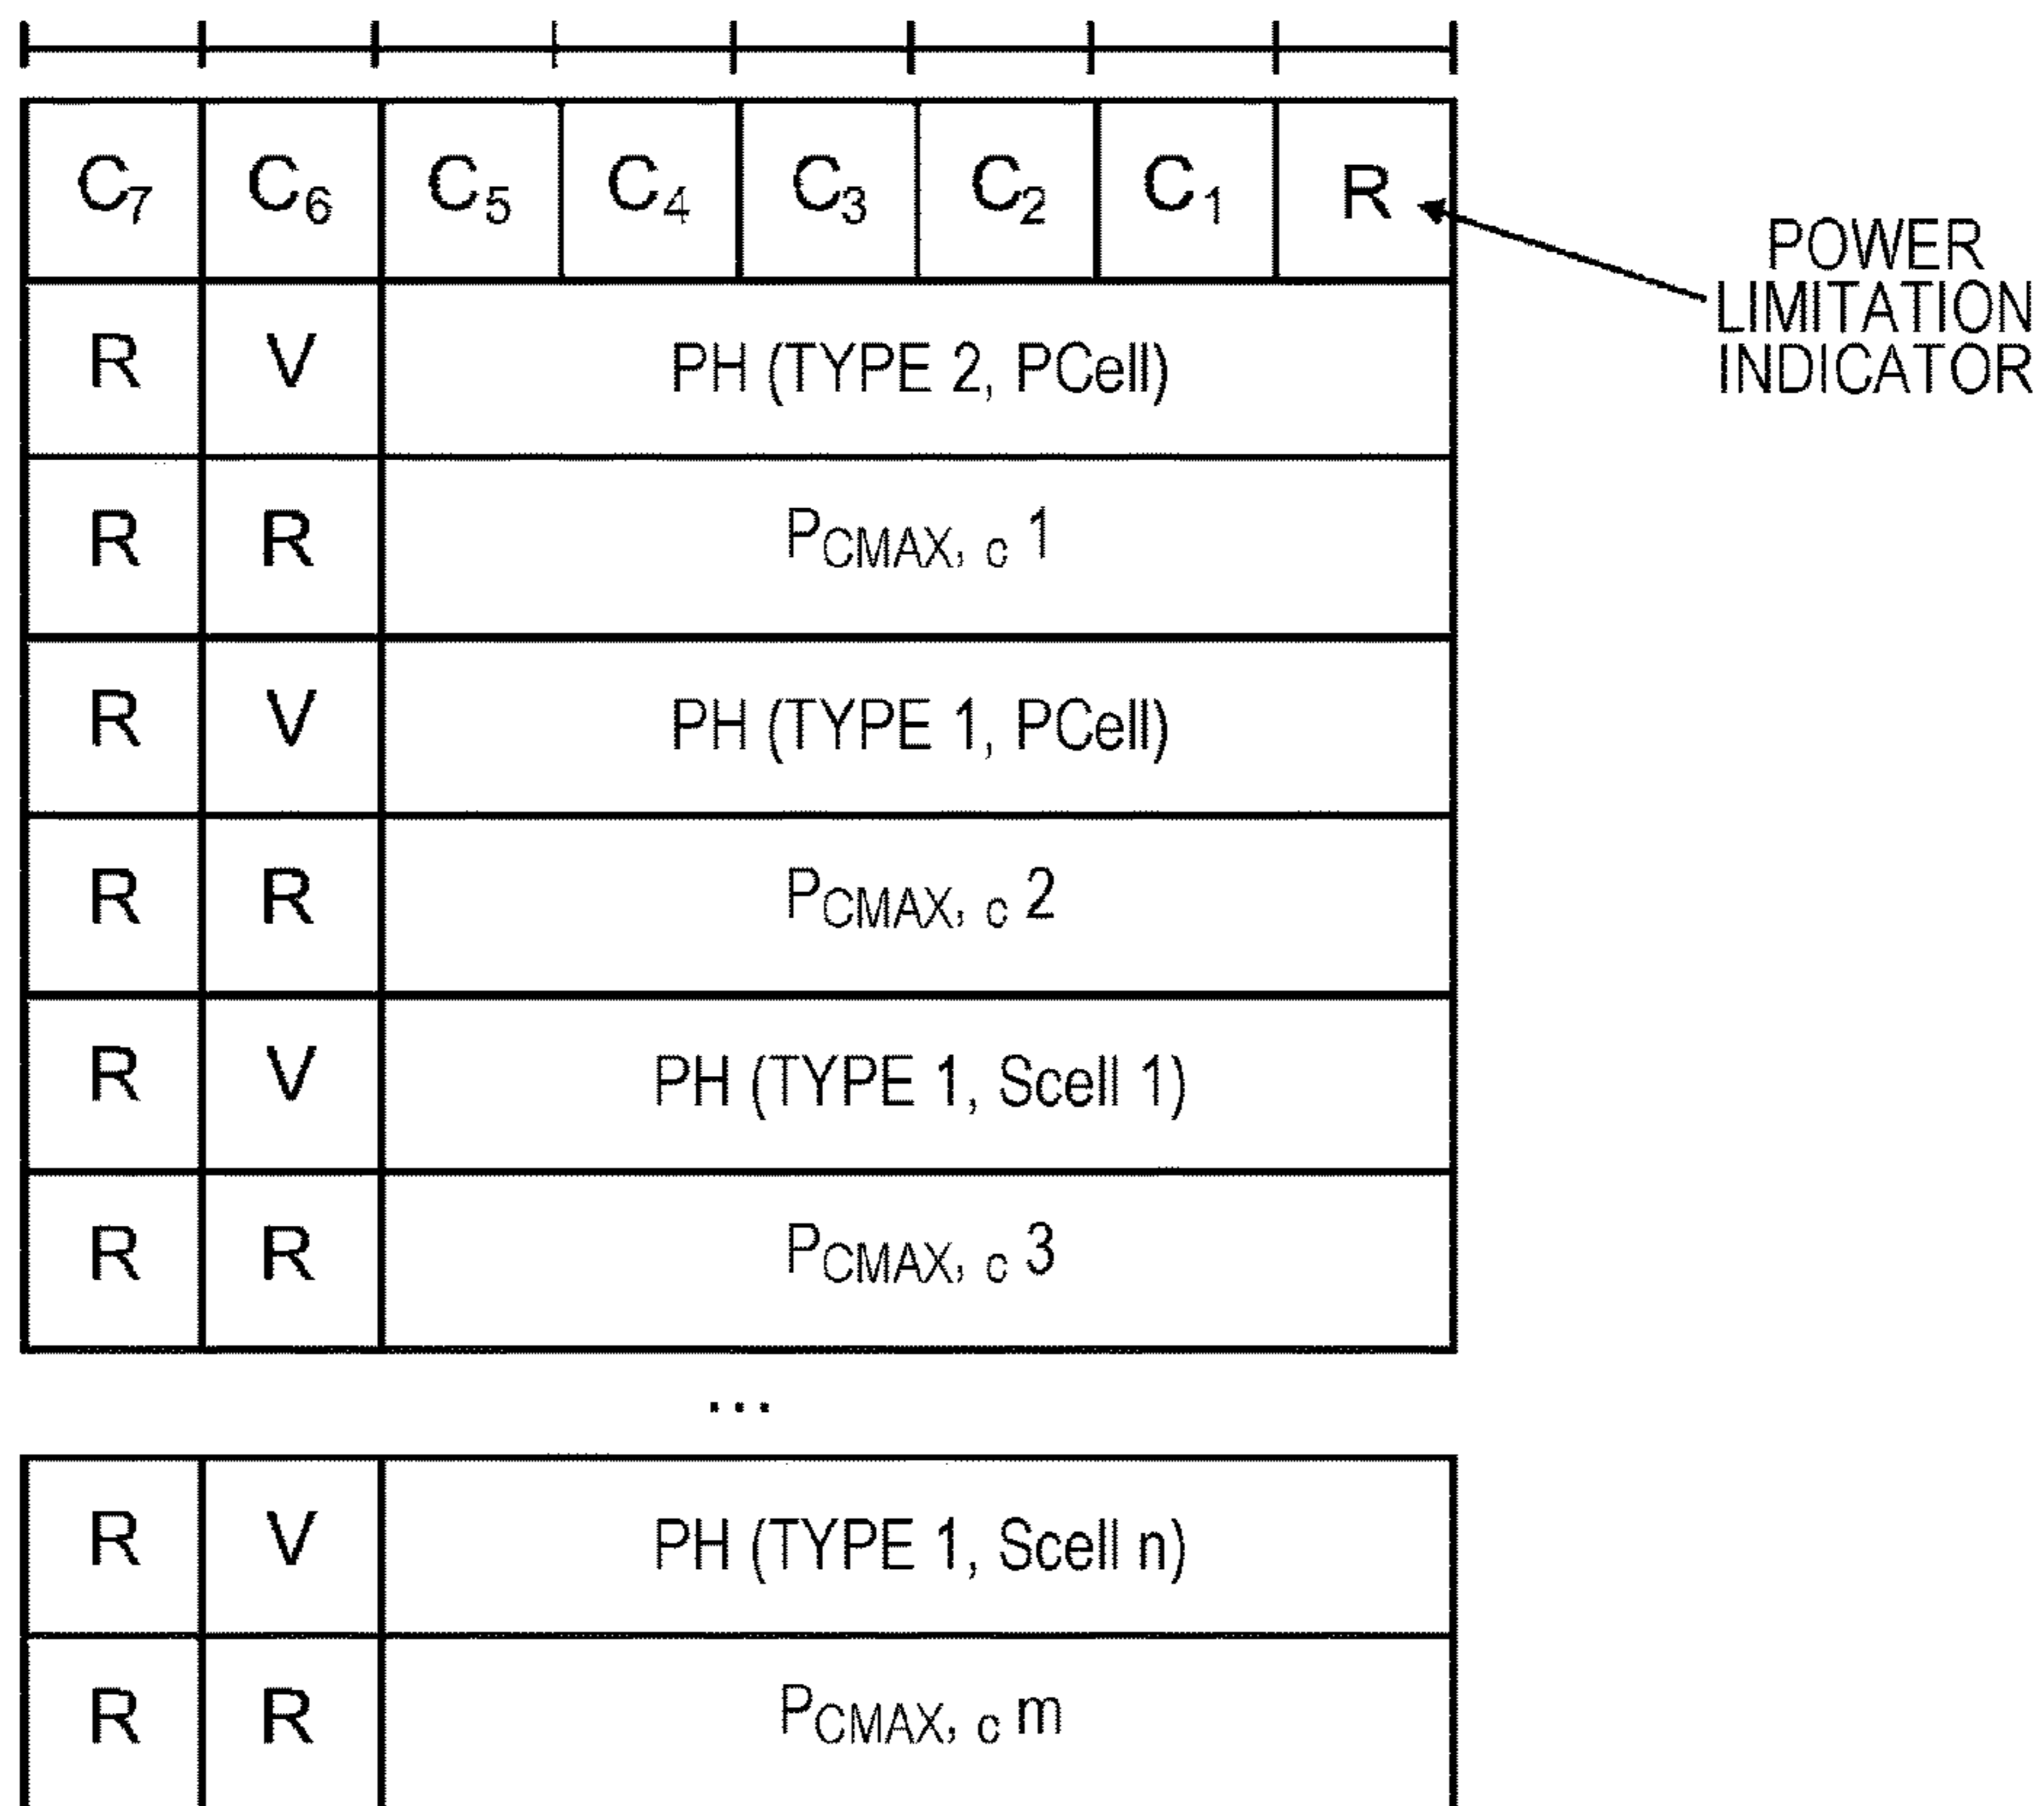 C7 C6 C5 C4 C3 C2 C1 R
POWER
LIMITATION
INDICATOR
R V PH (TYPE 2, PCell)
R R PCMAX, c 1
R V PH (TYPE 1, PCell)
R R PCMAX, c 2
R V PH (TYPE 1, Scell 1)
R R PCMAX, c 3
...
R V PH (TYPE 1, Scell n)
R R PCMAX, c m